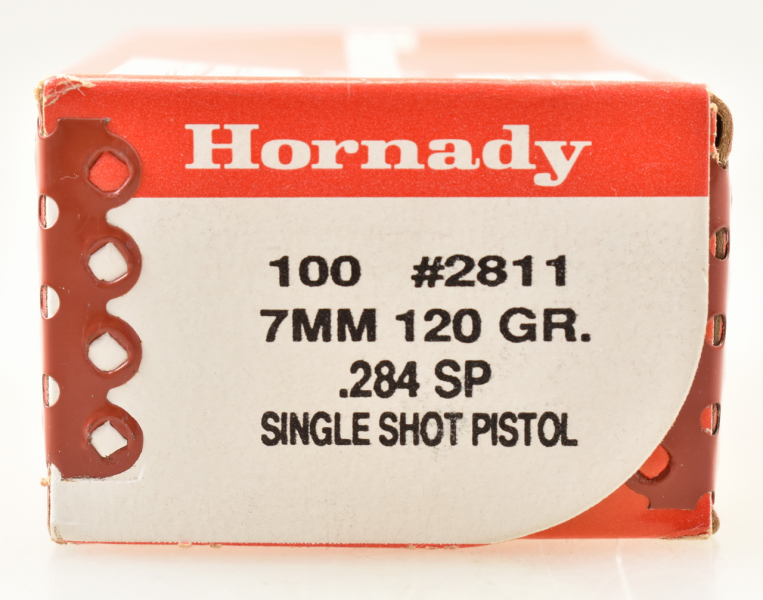 Hornady
100 #2811
7MM 120 GR.
.284 SP
SINGLE SHOT PISTOL